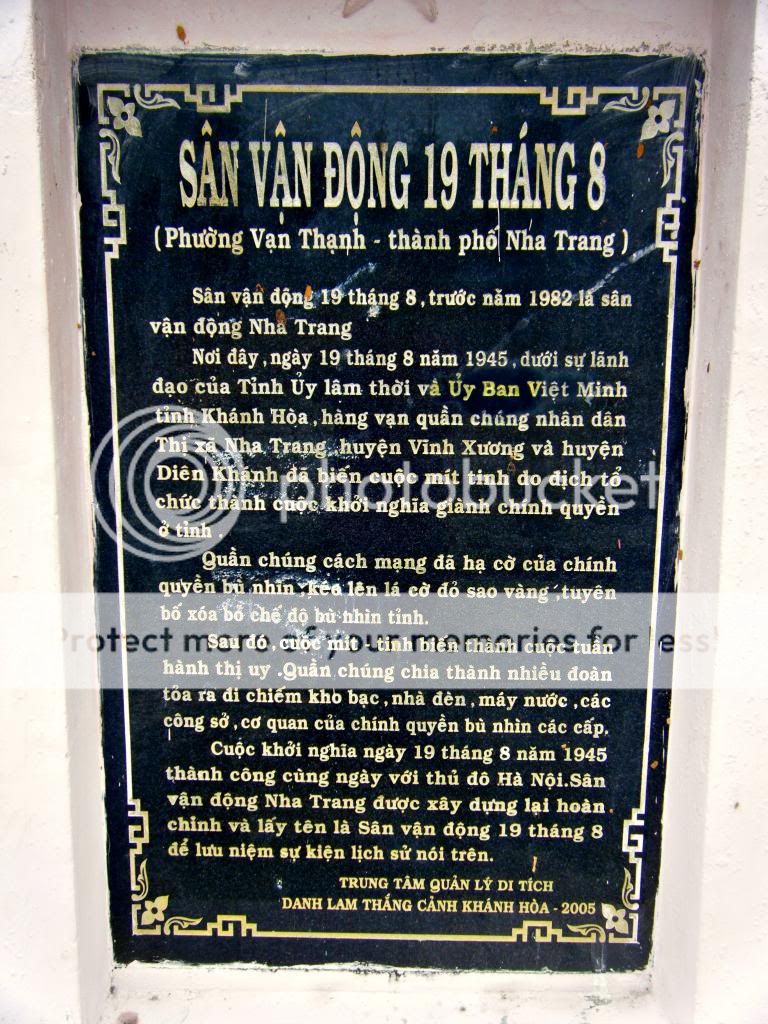 SÂN VẬN ĐỘNG 19 THÁNG 8
(Phường Vạn Thạnh - thành phố Nha Trang)
Sân vận động 19 tháng 8, trước năm 1982 là sân
vận động Nha Trang
Nơi đây, ngày 19 tháng 8 năm 1945, dưới sự lãnh
đạo của Tỉnh Ủy lâm thời và Ủy Ban Việt Minh
tỉnh Khánh Hòa, hàng vạn quần chúng nhân dân
Thị xã Nha Trang, huyện Vĩnh Xương và huyện
Diên Khánh đã biến cuộc mít tinh do địch tổ
chức thành cuộc khởi nghĩa giành chính quyền
ở tỉnh.
photobucket
Quần chúng cách mạng đã hạ cờ của chính
quyền bù nhìn, kéo lên lá cờ đỏ sao vàng, tuyên
bố xóa bỏ chế độ bù nhìn tỉnh.
Protect more of your memories for less!
Sau đó, cuộc mít-tinh biến thành cuộc tuần
hành thị uy. Quần chúng chia thành nhiều đoàn
tỏa ra đi chiếm kho bạc, nhà đèn, máy nước, các
công sở, cơ quan của chính quyền bù nhìn các cấp.
Cuộc khởi nghĩa ngày 19 tháng 8 năm 1945
thành công cùng ngày với thủ đô Hà Nội. Sân
vận động Nha Trang được xây dựng lại hoàn
chỉnh và lấy tên là Sân vận động 19 tháng 8
để lưu niệm sự kiện lịch sử nói trên.
TRUNG TÂM QUẢN LÝ DI TÍCH
DANH LAM THẮNG CẢNH KHÁNH HÒA - 2005